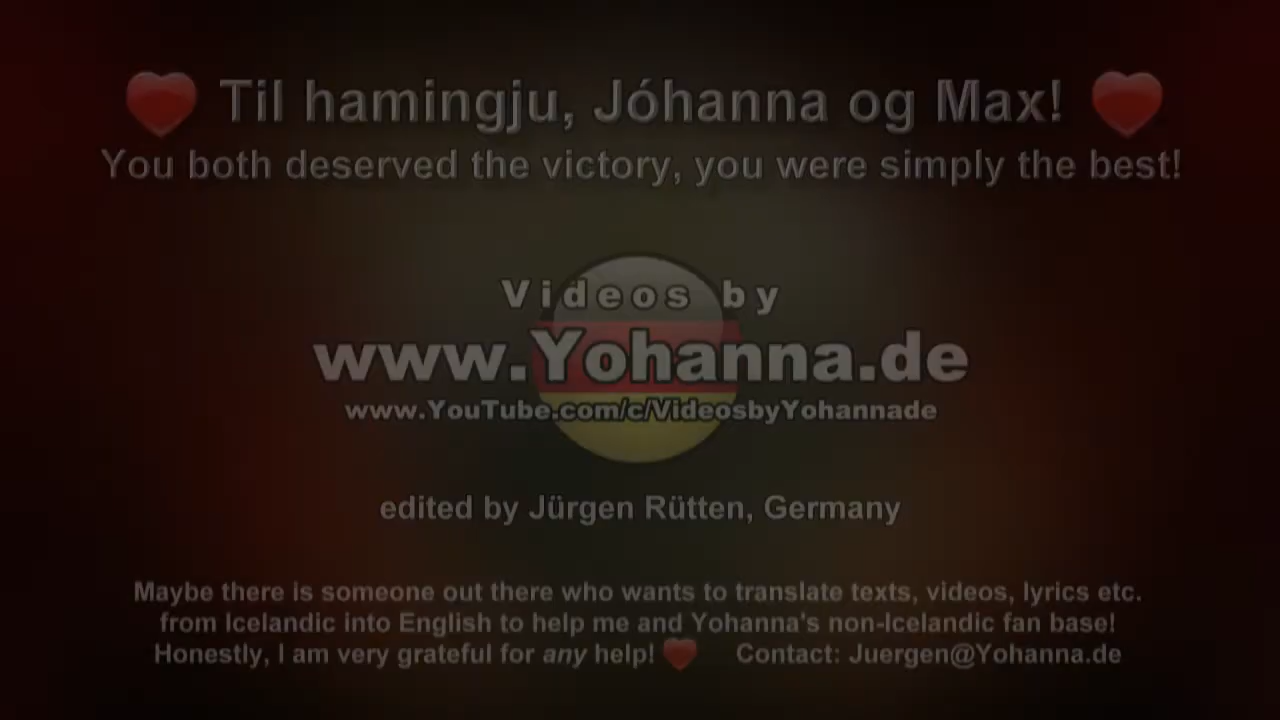 Til hamingju, Jóhanna og Max!
You both deserved the victory, you were simply the best!
Videos by
www.Yohanna.de
www.YouTube.com/c/VideosbyYohannade
edited by Jürgen Rütten, Germany
Maybe there is someone out there who wants to translate texts, videos, lyrics etc.
from Icelandic into English to help me and Yohanna's non-Icelandic fan base!
Honestly, I am very grateful for any help! Contact: Juergen@Yohanna.de